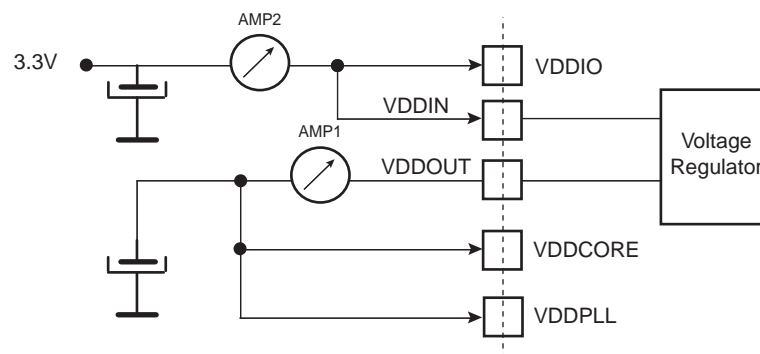 AMP2
3.3V
VDDIO
VDDIN
AMP1
Voltage
Regulator
VDDOUT
VDDCORE
VDDPLL